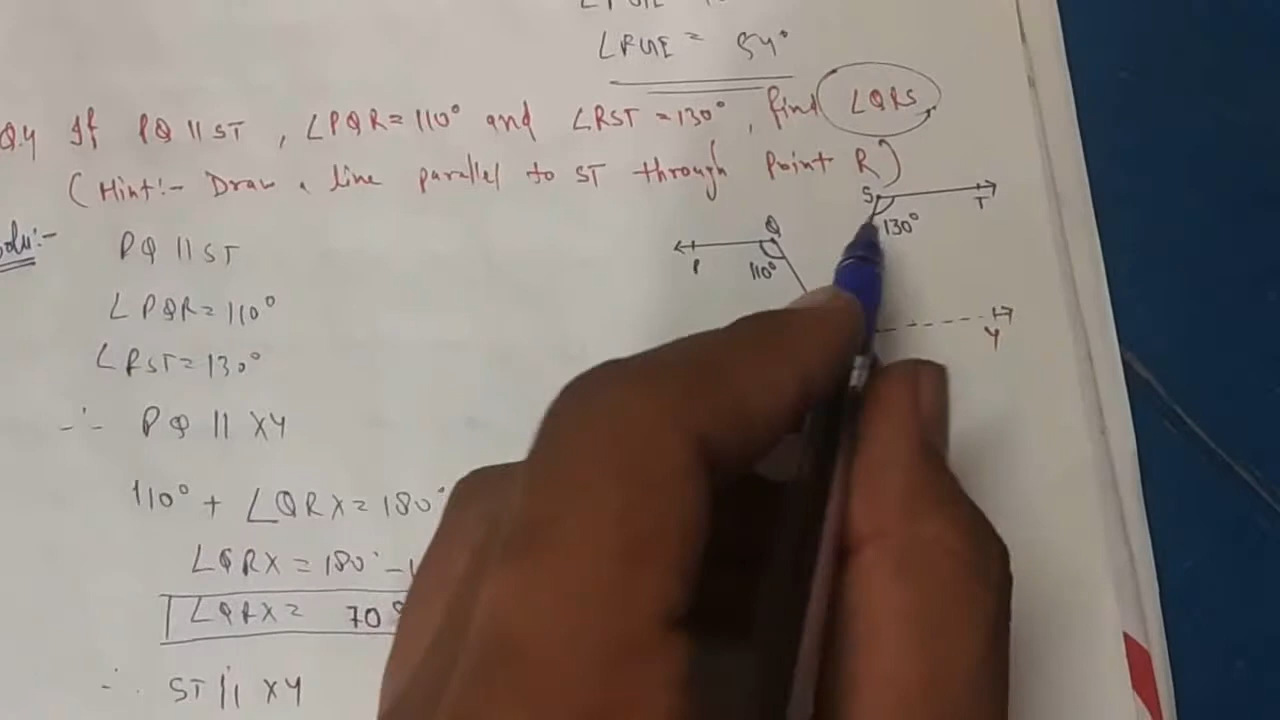 ∠PUE = 54°
Q.4 If PQ || ST , ∠PQR = 110° and ∠RST = 130°, find ∠QRS
(Hint:- Draw a line parallel to ST through Point R)
Solu:-
PQ || ST
∠PQR = 110°
∠RST = 130°
∴ PQ || XY
110° + ∠QRX = 180°
∠QRX = 180° -
∠QRX = 70°
∴ ST || XY
S T
130°
Q
P 110°
Y